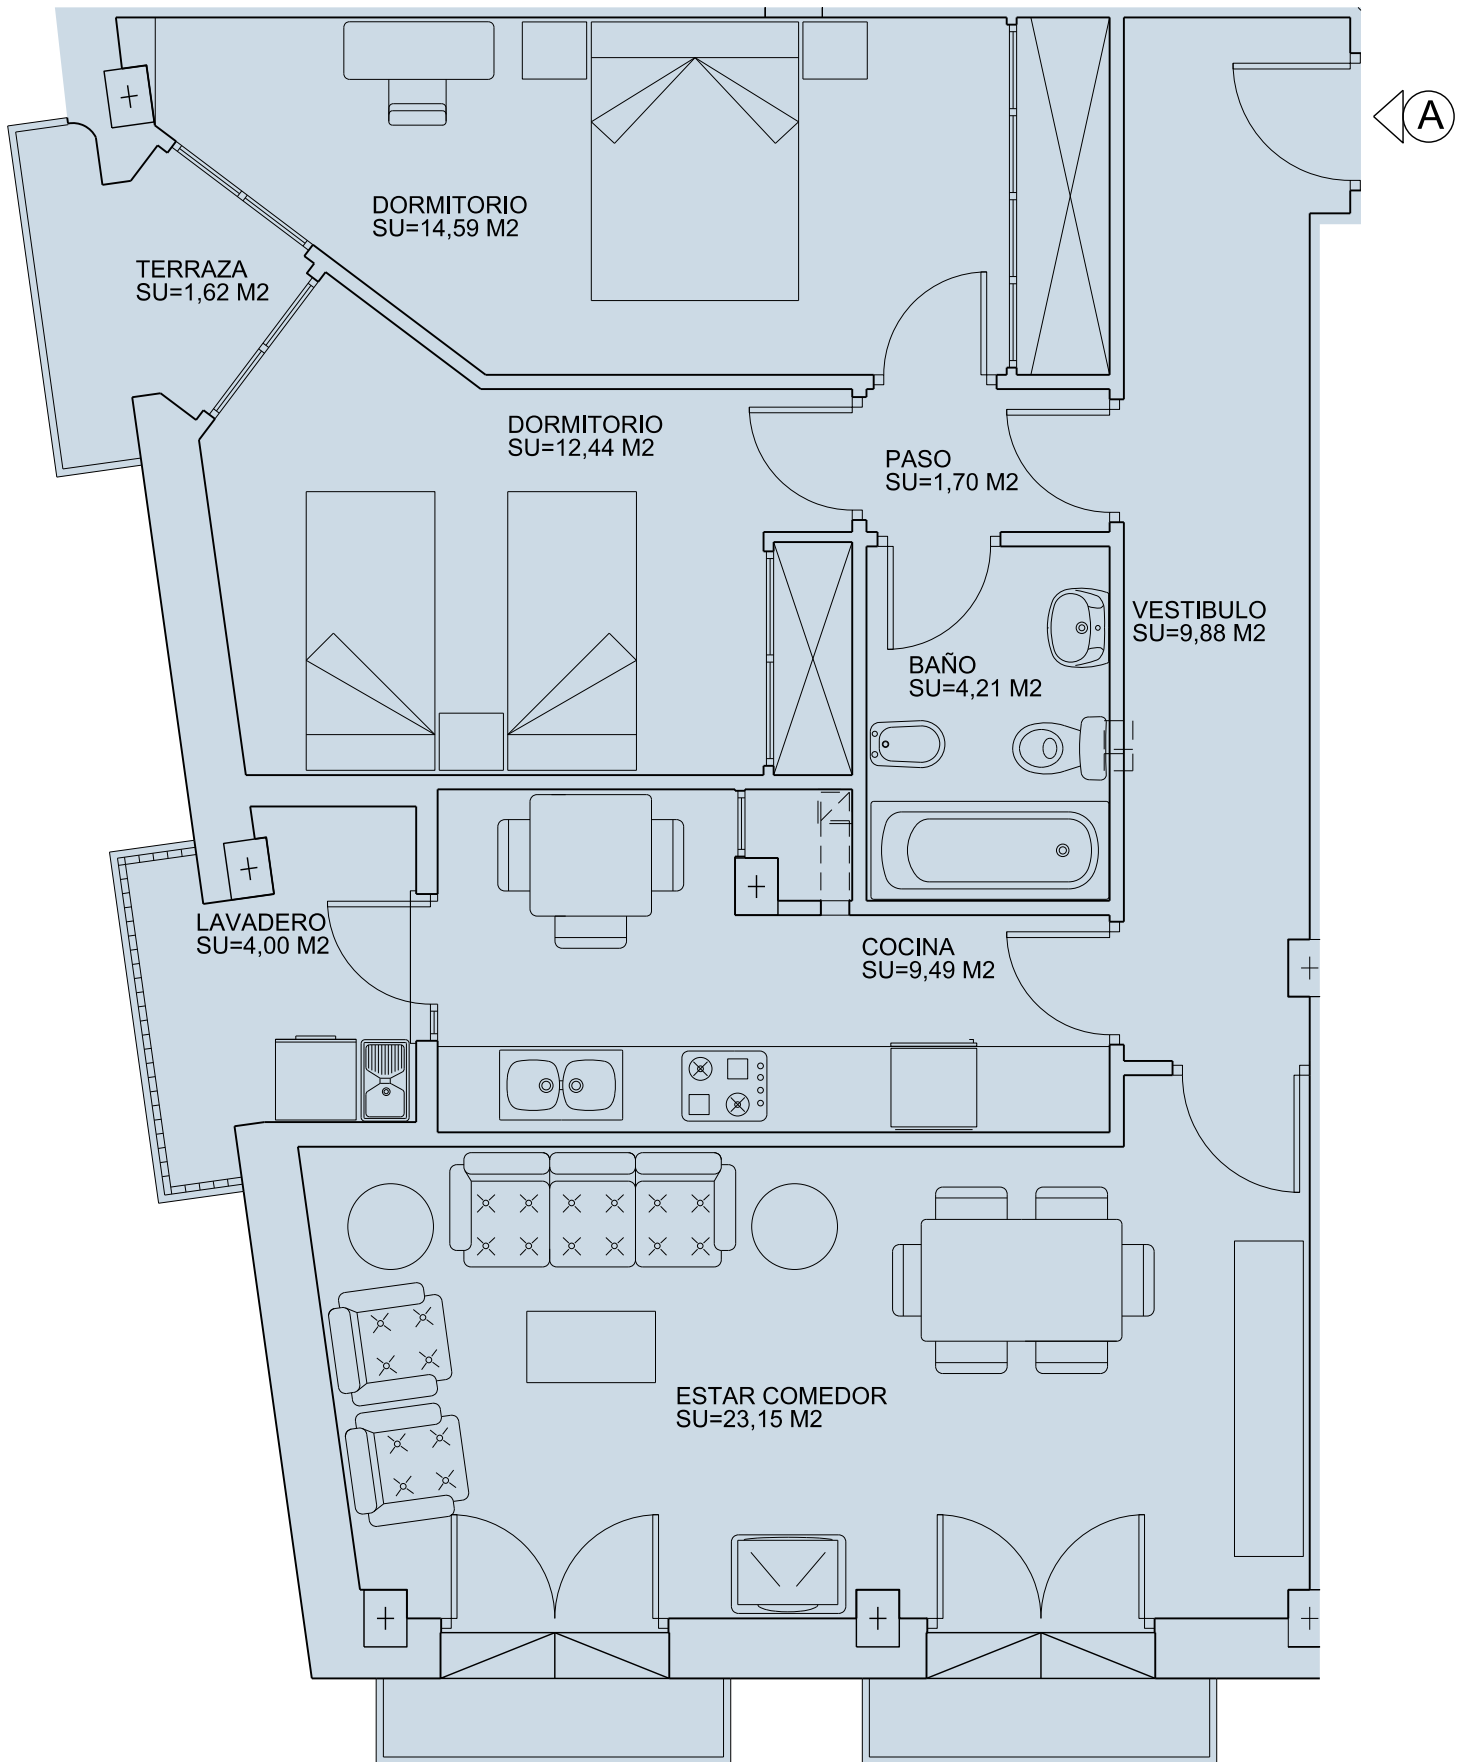 A
DORMITORIO
SU=14,59 M2
TERRAZA
SU=1,62 M2
DORMITORIO
SU=12,44 M2
PASO
SU=1,70 M2
VESTIBULO
SU=9,88 M2
BAÑO
SU=4,21 M2
LAVADERO
SU=4,00 M2
COCINA
SU=9,49 M2
ESTAR COMEDOR
SU=23,15 M2